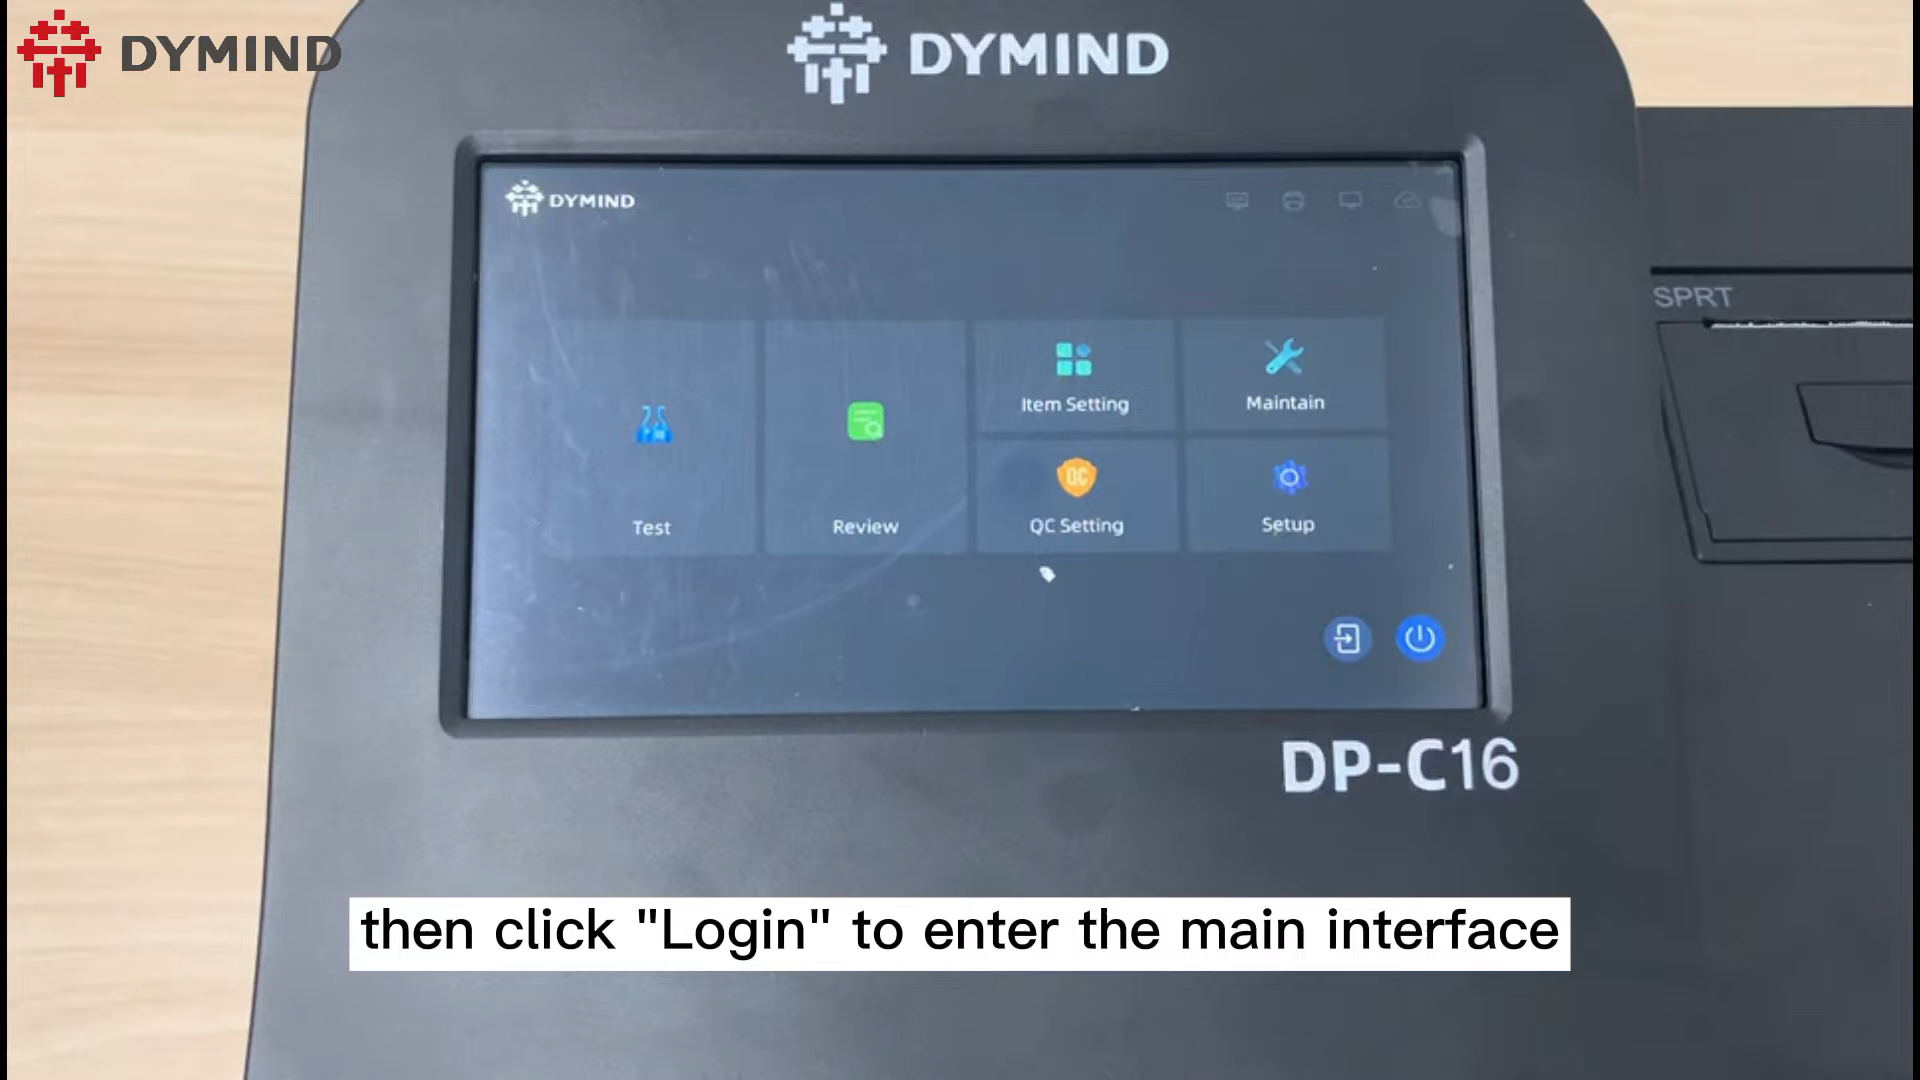 DYMIND
DYMIND
DYMIND
SPRT
Item Setting
Maintain
Test
Review
QC
QC Setting
Setup
DP-C16
then click "Login" to enter the main interface